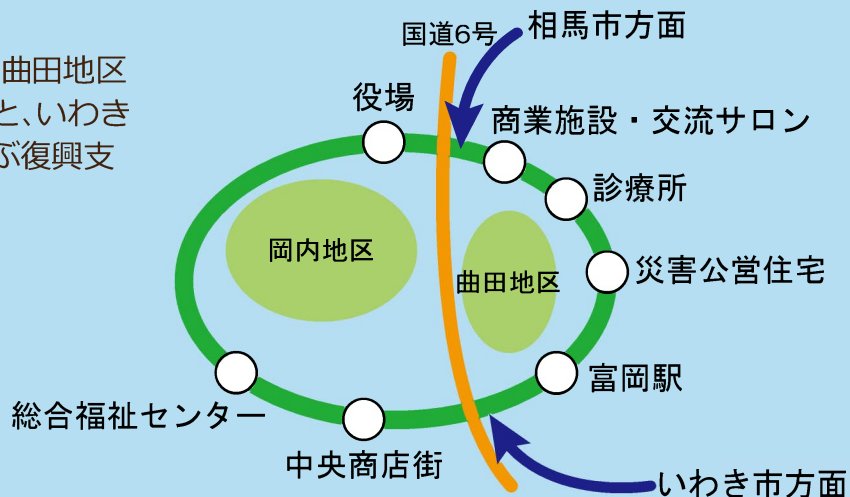 曲田地区
と、いわき
ぶ復興支
国道6号
相馬市方面
役場
商業施設・交流サロン
診療所
岡内地区
曲田地区
災害公営住宅
富岡駅
総合福祉センター
中央商店街
いわき市方面